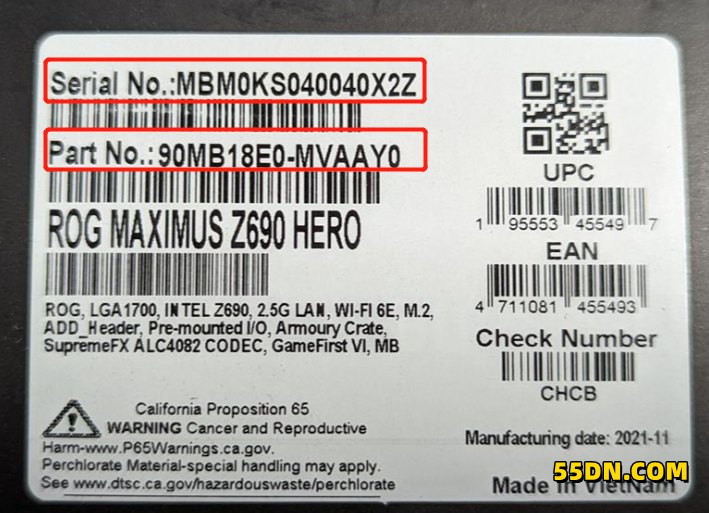 Serial No.:MBM0KS040040X2Z
Part No.: 90MB18E0-MVAAY0
ROG MAXIMUS Z690 HERO
ROG, LGA1700, INTEL Z690, 2.5G LAN, WI-FI 6E, M.2,
ADD_Header, Pre-mounted I/O, Armoury Crate,
SupremeFX ALC4082 CODEC, GameFirst VI, MB
California Proposition 65
WARNING Cancer and Reproductive
Harm-www.P65Warnings.ca.gov.
Perchlorate Material-special handling may apply.
See www.dtsc.ca.gov/hazardouswaste/perchlorate
UPC
1 95553 45549 7
EAN
4 711081 455493
Check Number
CHCB
Manufacturing date: 2021-11
Made in VietNam
55DN.COM